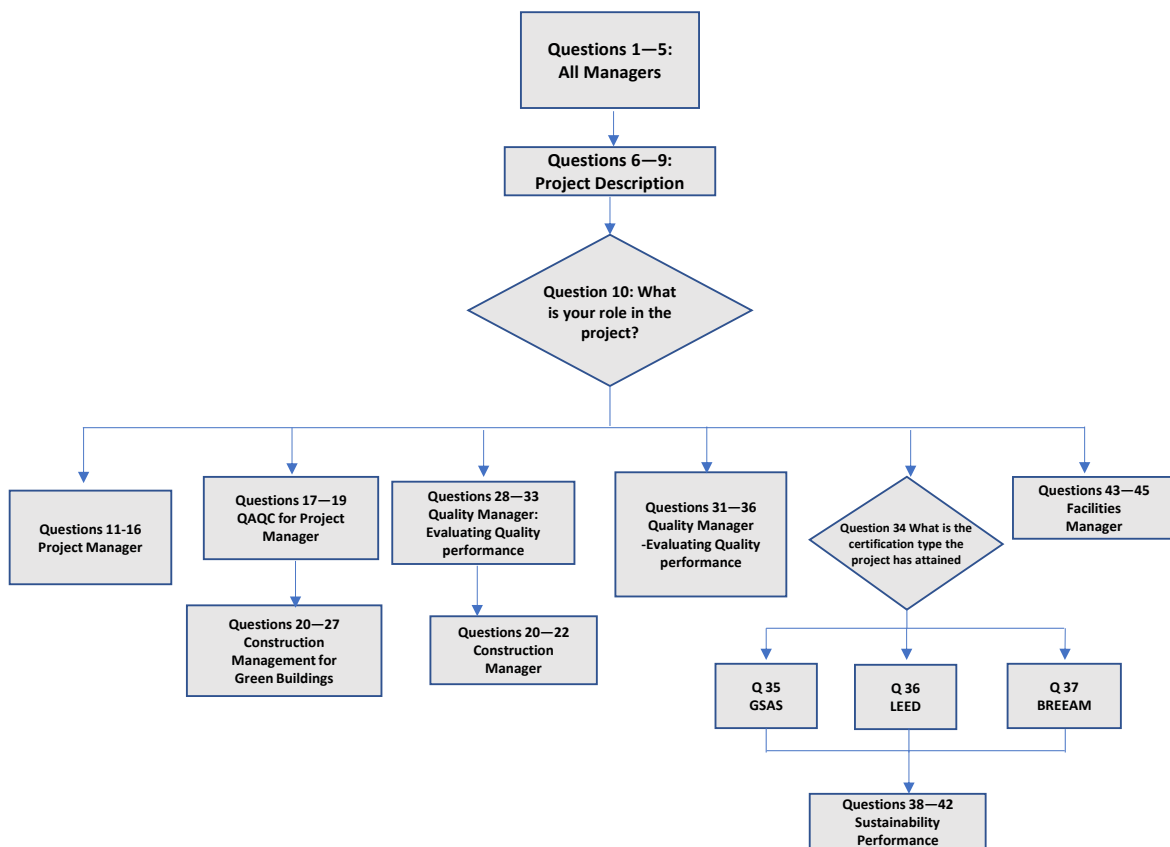 Questions 1—5:
All Managers
Questions 6—9:
Project Description
Question 10: What
is your role in the
project?
Questions 11-16
Project Manager
Questions 17—19
QAQC for Project
Manager
Questions 28—33
Quality Manager:
Evaluating Quality
performance
Questions 31—36
Quality Manager
-Evaluating Quality
performance
Question 34 What is the
certification type the
project has attained
Questions 43—45
Facilities
Manager
Questions 20—27
Construction
Management for
Green Buildings
Questions 20—22
Construction
Manager
Q 35
GSAS
Q 36
LEED
Q 37
BREEAM
Questions 38—42
Sustainability
Performance